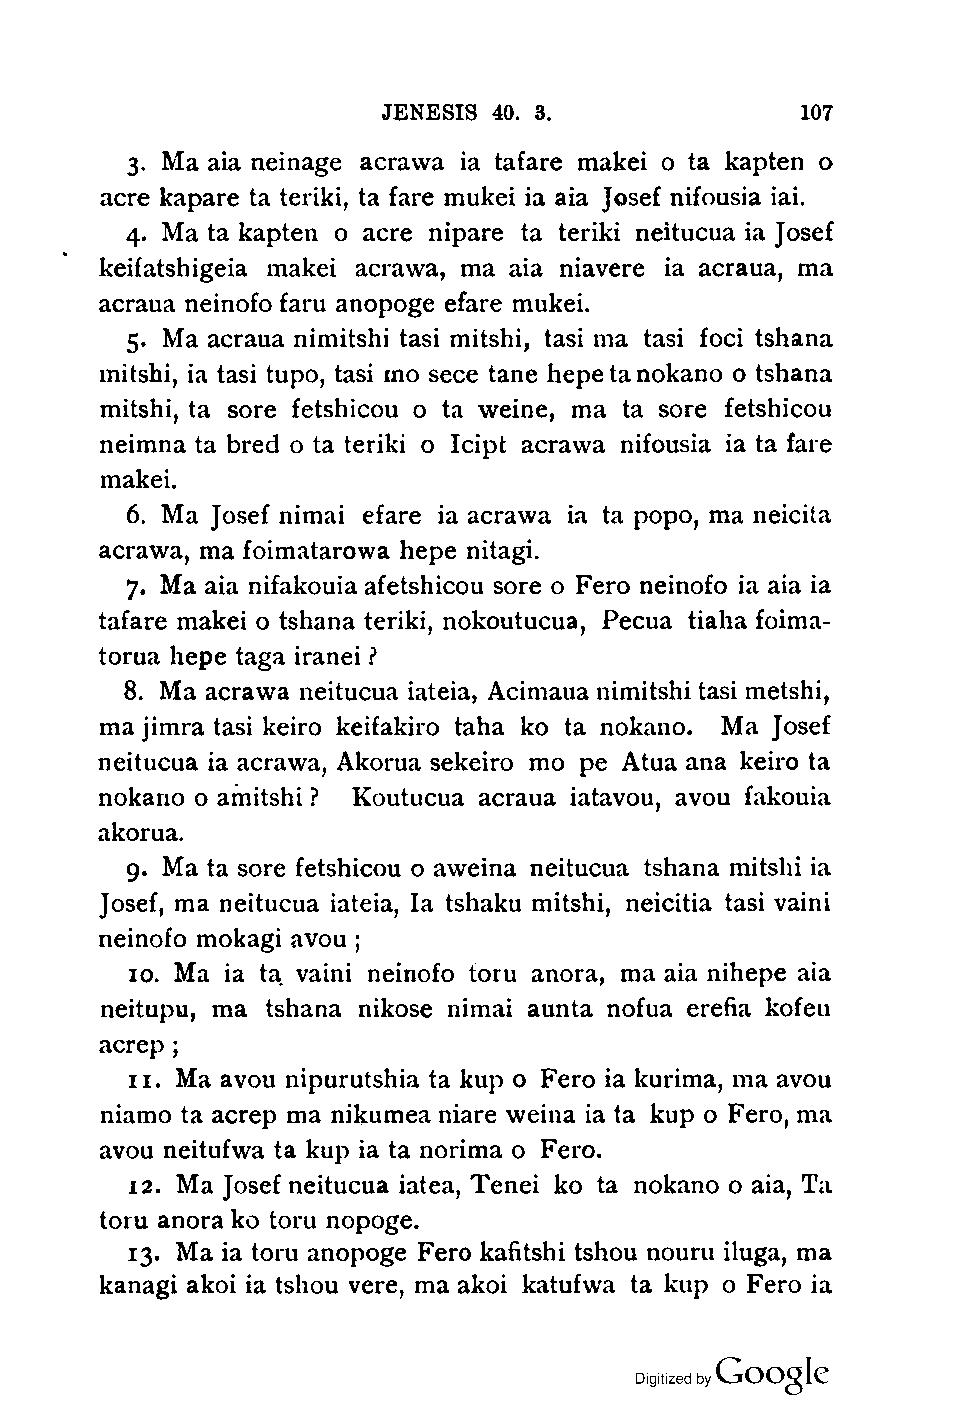 JENESIS 40. 3. 107
3. Ma aia neinage acrawa ia tafare makei o ta kapten o
acre kapare ta teriki, ta fare mukei ia aia Josef nifousia iai.
4. Ma ta kapten o acre nipare ta teriki neitucua ia Josef
keifatshigeia makei acrawa, ma aia niavere ia acraua, ma
acraua neinofo faru anopoge efare mukei.
5. Ma acraua nimitshi tasi mitshi, tasi ma tasi foci tshana
mitshi, ia tasi tupo, tasi mo sece tane hepe ta nokano o tshana
mitshi, ta sore fetshicou o ta weine, ma ta sore fetshicou
neimna ta bred o ta teriki o Icipt acrawa nifousia ia ta fare
makei.
6. Ma Josef nimai efare ia acrawa ia ta popo, ma neicita
acrawa, ma foimatarowa hepe nitagi.
7. Ma aia nifakouia afetshicou sore o Fero neinofo ia aia ia
tafare makei o tshana teriki, nokoutucua, Pecua tiaha foima-
torua hepe taga iranei ?
8. Ma acrawa neitucua iateia, Acimaua nimitshi tasi metshi,
ma jimra tasi keiro keifakiro taha ko ta nokano. Ma Josef
neitucua ia acrawa, Akorua sekeiro mo pe Atua ana keiro ta
nokano o amitshi ? Koutucua acraua iatavou, avou fakouia
akorua.
9. Ma ta sore fetshicou o aweina neitucua tshana mitshi ia
Josef, ma neitucua iateia, Ia tshaku mitshi, neicitia tasi vaini
neinofo mokagi avou ;
10. Ma ia ta vaini neinofo toru anora, ma aia nihepe aia
neitupu, ma tshana nikose nimai aunta nofua erefia kofeu
acrep ;
11. Ma avou nipurutshia ta kup o Fero ia kurima, ma avou
niamo ta acrep ma nikumea niare weina ia ta kup o Fero, ma
avou neitufwa ta kup ia ta norima o Fero.
12. Ma Josef neitucua iatea, Tenei ko ta nokano o aia, Ta
toru anora ko toru nopoge.
13. Ma ia toru anopoge Fero kafitshi tshou nouru iluga, ma
kanagi akoi ia tshou vere, ma akoi katufwa ta kup o Fero ia
Digitized by Google